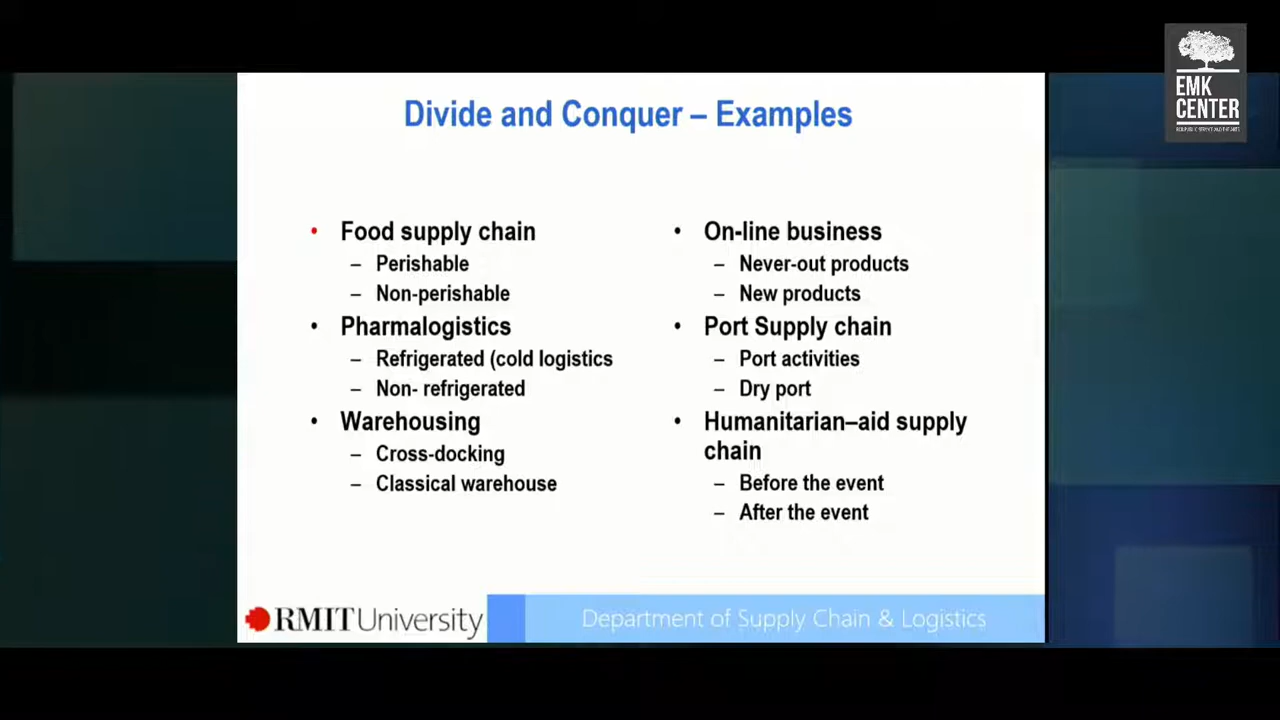 EMK
CENTER
Divide and Conquer – Examples
• Food supply chain
– Perishable
– Non-perishable
• Pharmalogistics
– Refrigerated (cold logistics
– Non- refrigerated
• Warehousing
– Cross-docking
– Classical warehouse
• On-line business
– Never-out products
– New products
• Port Supply chain
– Port activities
– Dry port
• Humanitarian–aid supply
chain
– Before the event
– After the event
RMIT University
Department of Supply Chain & Logistics